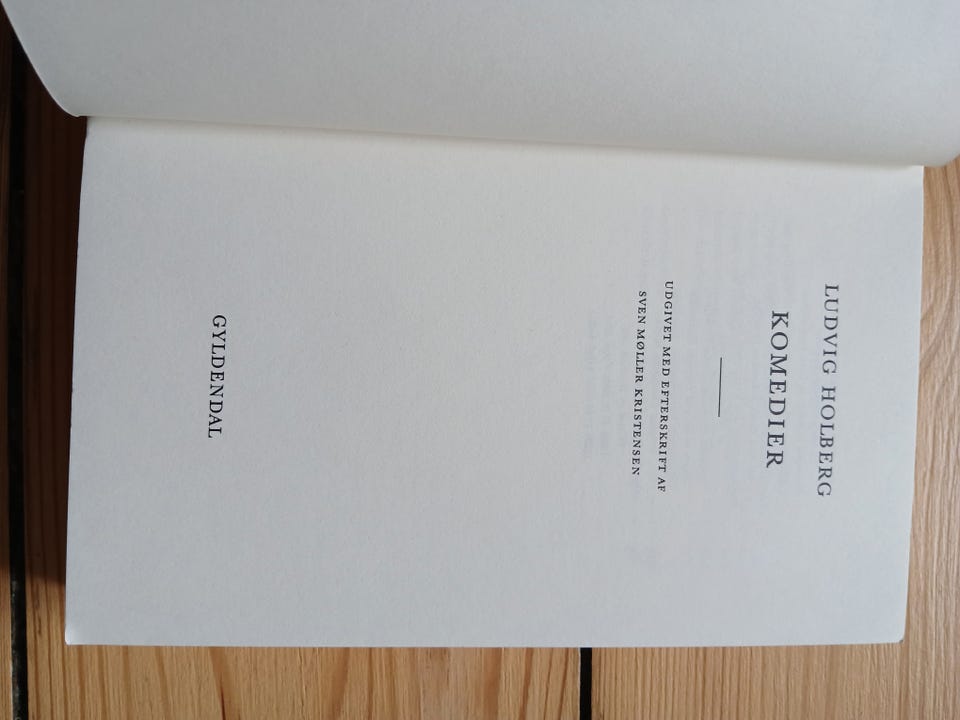 LUDVIG HOLBERG
KOMEDIER
UDGIVET MED EFTERSKRIFT AF
SVEN MØLLER KRISTENSEN
GYLDENDAL